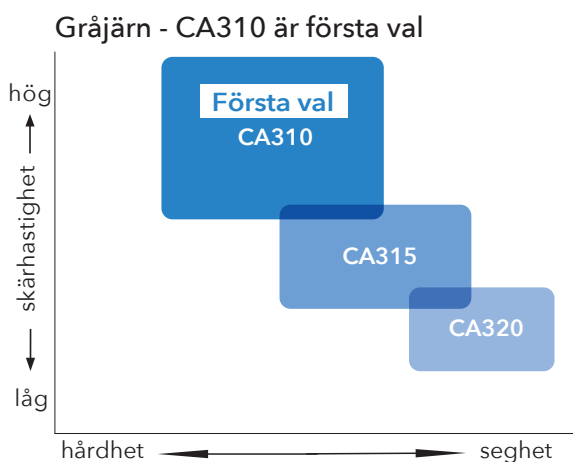 Gråjärn - CA310 är första val
hög
Första val
CA310
skärhastighet
CA315
CA320
låg
hårdhet
seghet